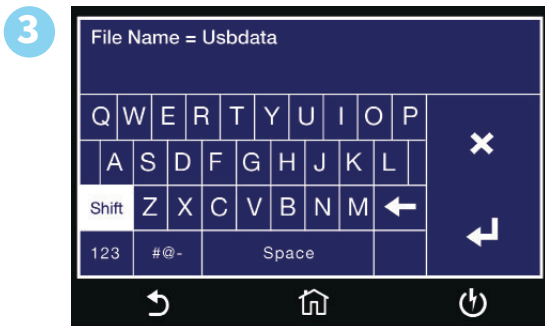 3
File Name = Usbdata
Q W E R T Y U I O P
A S D F G H J K L
Shift Z X C V B N M
123 #@- Space